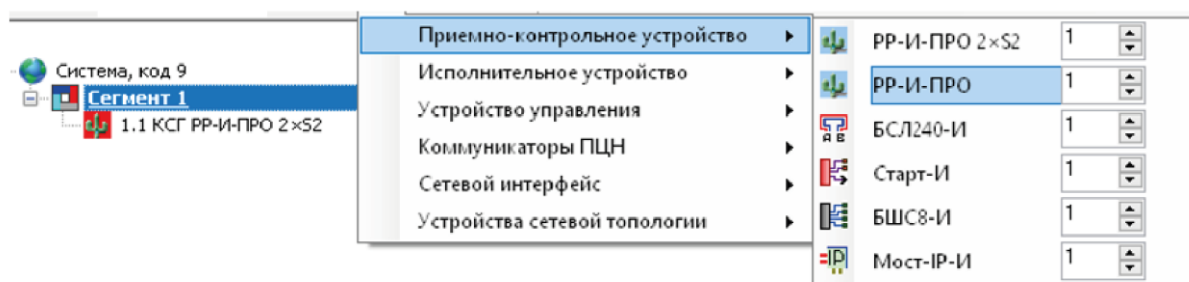 Система, код 9
Сегмент 1
1.1 КСГ РР-И-ПРО 2×S2
Приемно-контрольное устройство
Исполнительное устройство
Устройство управления
Коммуникаторы ПЦН
Сетевой интерфейс
Устройства сетевой топологии
РР-И-ПРО 2×S2 1
РР-И-ПРО 1
БСЛ240-И 1
Старт-И 1
БШС8-И 1
Мост-IP-И 1